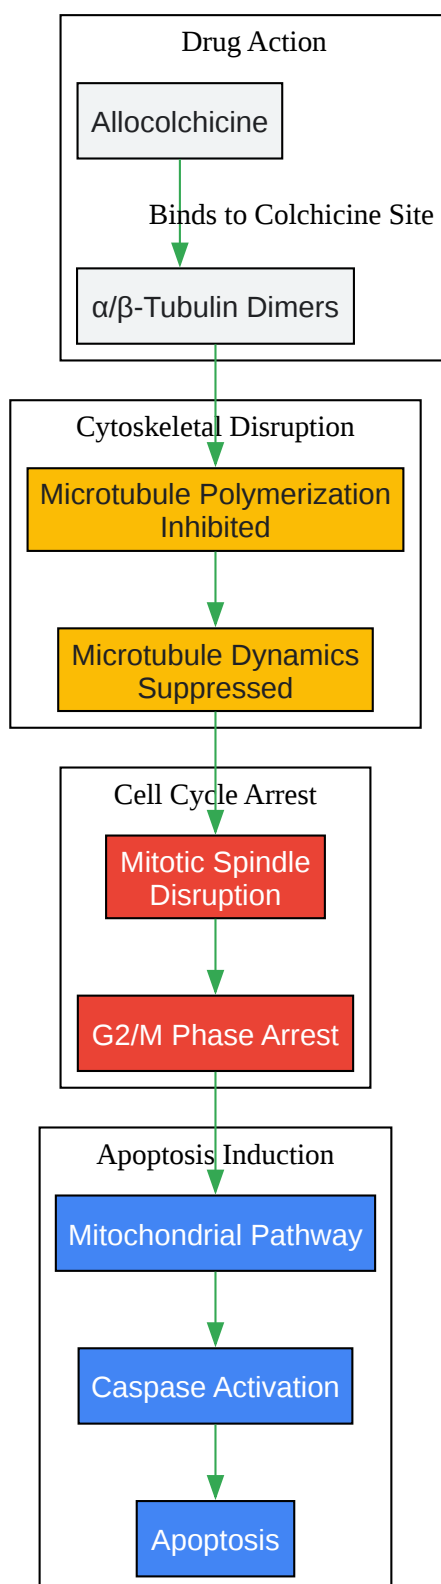 Drug Action
Allocolchicine
Binds to Colchicine Site
α/β-Tubulin Dimers
Cytoskeletal Disruption
Microtubule Polymerization
Inhibited
Microtubule Dynamics
Suppressed
Cell Cycle Arrest
Mitotic Spindle
Disruption
G2/M Phase Arrest
Apoptosis Induction
Mitochondrial Pathway
Caspase Activation
Apoptosis